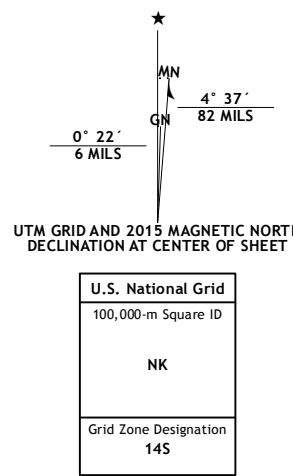 ★
MN
4° 37´
82 MILS
GN
0° 22´
6 MILS
UTM GRID AND 2015 MAGNETIC NORTH
DECLINATION AT CENTER OF SHEET
U.S. National Grid
100,000-m Square ID
NK
Grid Zone Designation
14S